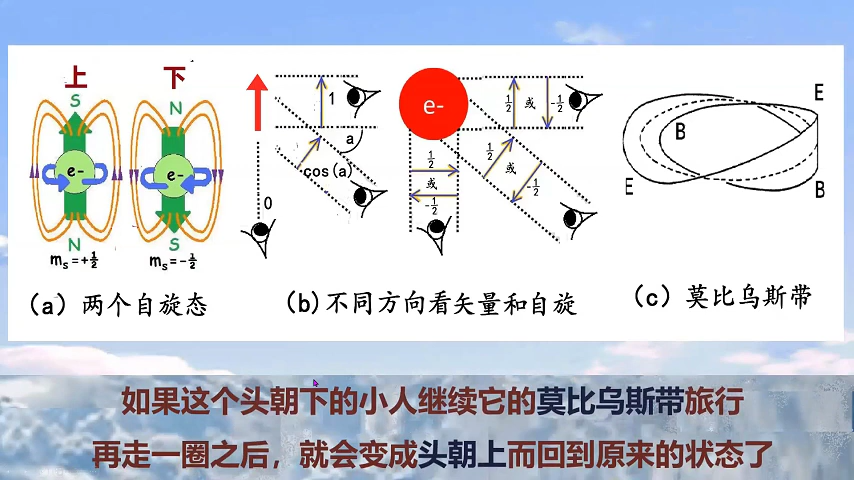 上 下
S N
e- e-
N S
mₛ=+½ mₛ=-½
1
a
cos(a)
0
e-
½ 或 -½
½ 或 -½
½ 或 -½
E
B
E
B
(a) 两个自旋态
(b)不同方向看矢量和自旋
(c) 莫比乌斯带
如果这个头朝下的小人继续它的莫比乌斯带旅行
再走一圈之后，就会变成头朝上而回到原来的状态了